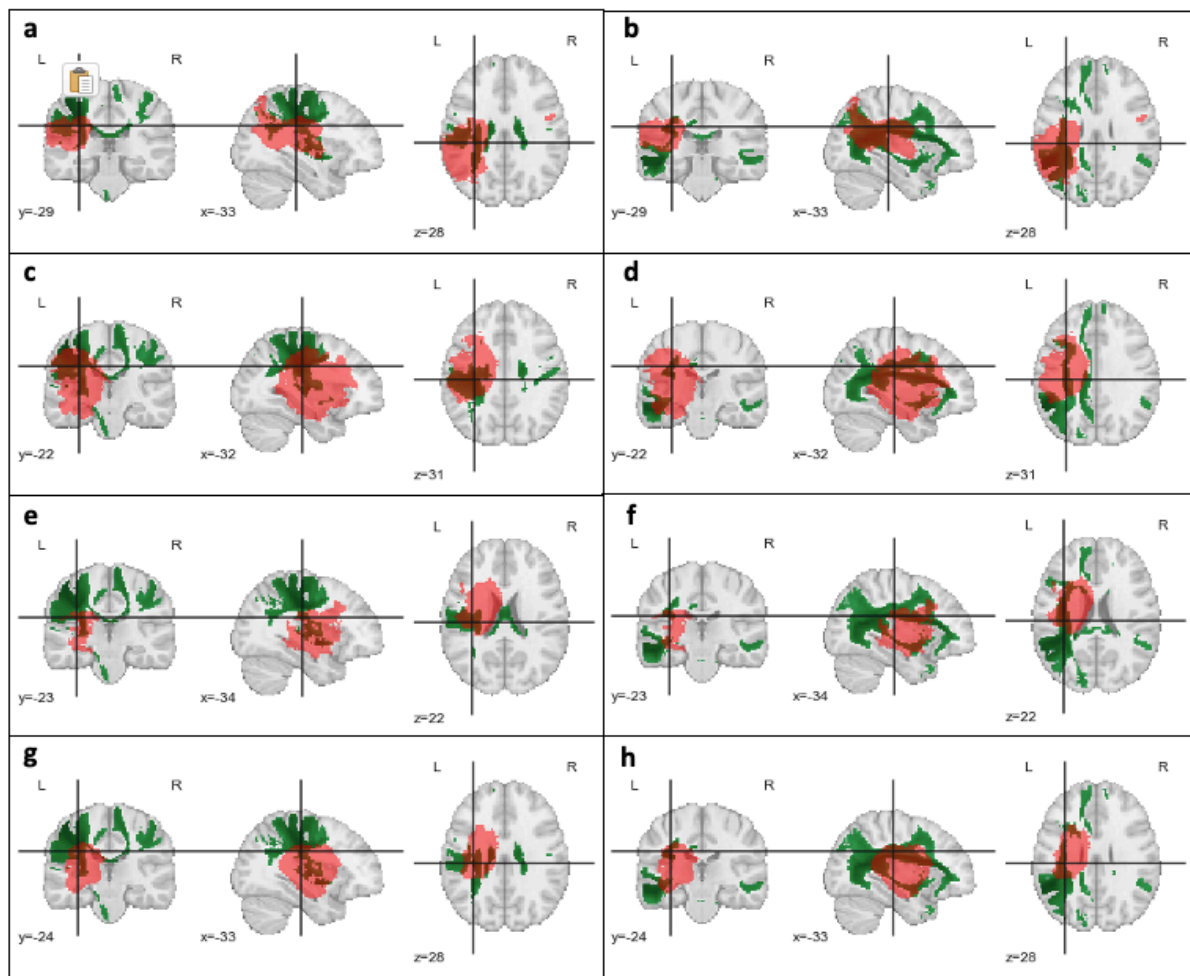 a
L R L R
y=-29 x=-33 z=28
b
L R L R
y=-29 x=-33 z=28
c
L R L R
y=-22 x=-32 z=31
d
L R L R
y=-22 x=-32 z=31
e
L R L R
y=-23 x=-34 z=22
f
L R L R
y=-23 x=-34 z=22
g
L R L R
y=-24 x=-33 z=28
h
L R L R
y=-24 x=-33 z=28